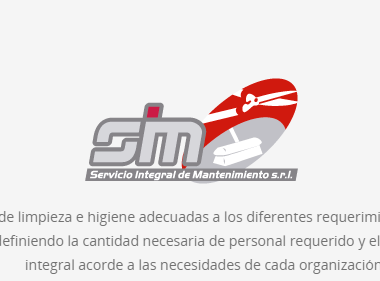 sim
Servicio Integral de Mantenimiento s.r.l.
de limpieza e higiene adecuadas a los diferentes
definiendo la cantidad necesaria de personal requerido y el
integral acorde a las necesidades de cada organización